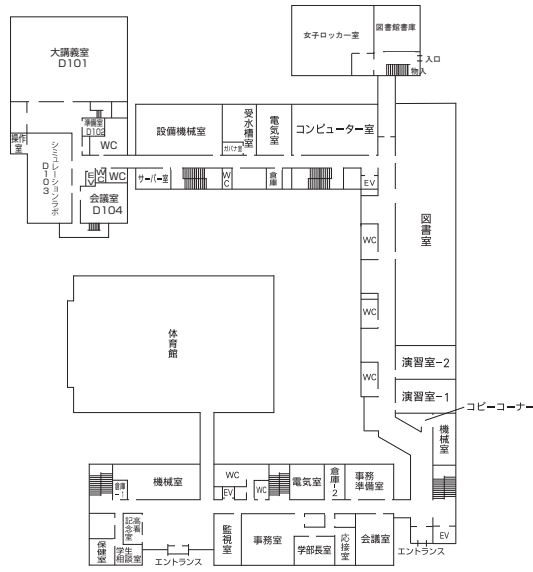 女子ロッカー室
図書館書庫
入口
物入
大講義室
D101
準備室
D102
WC
操作室
シミュレーションラボ
D103
EV
WC
WC
会議室
D104
設備機械室
受水槽室
ガバナ室
電気室
コンピューター室
サーバー室
WC
倉庫
EV
図書室
WC
WC
WC
体育館
演習室-2
演習室-1
コピーコーナー
機械室
倉庫-1
機械室
WC
EV
WC
電気室
倉庫-2
事務
準備室
保健室
学生
相談室
エントランス
監視室
事務室
学部長室
応接室
会議室
エントランス
EV